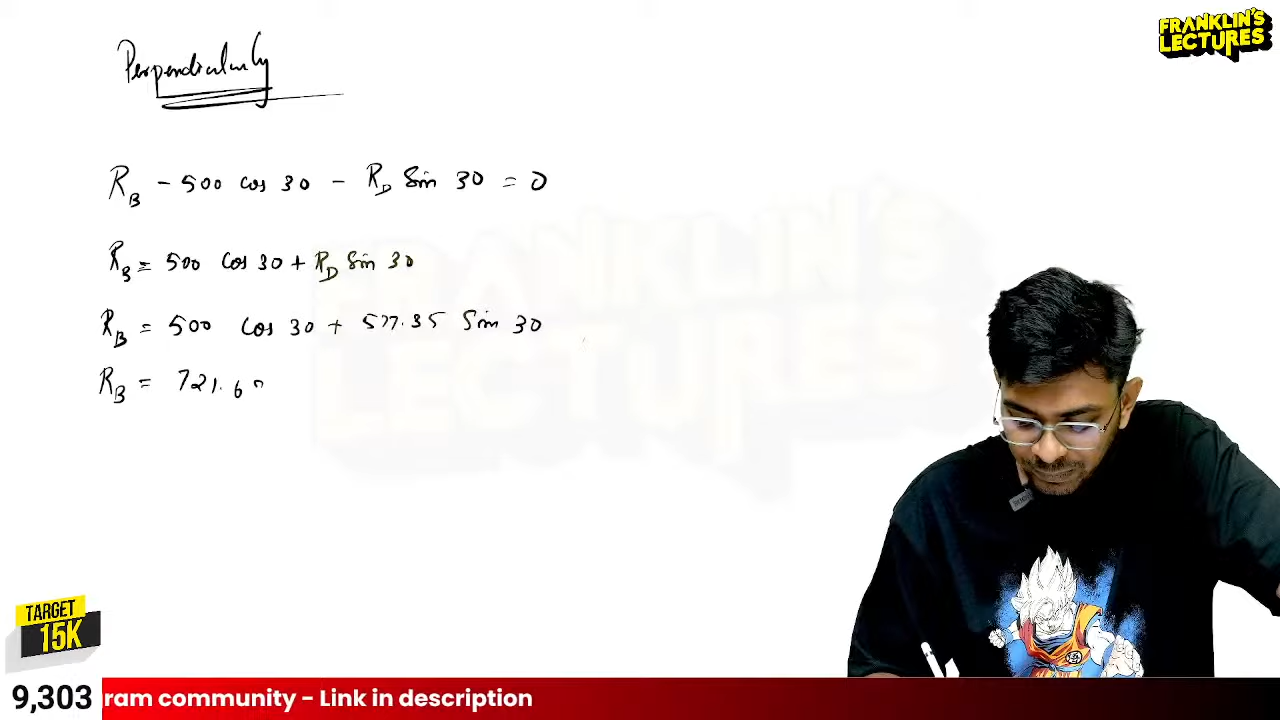 Perpendicularly
FRANKLIN'S
LECTURES
R_B - 500 cos 30 - R_D Sin 30 = 0
R_B = 500 cos 30 + R_D Sin 30
R_B = 500 cos 30 + 577.35 Sin 30
R_B = 721.6
FRANKLIN'S
LECTURES
TARGET
15K
9,303
ram community - Link in description